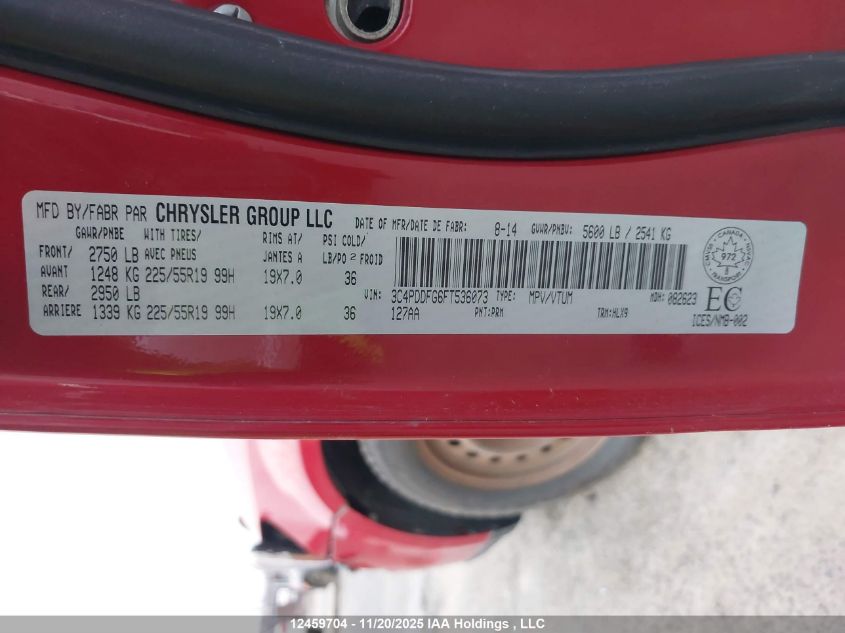 MFD BY/FABR PAR CHRYSLER GROUP LLC DATE OF MFR/DATE DE FABR: 8-14 GVWR/PNBV: 5600 LB / 2541 KG
GAWR/PNBE WITH TIRES/ RIMS AT/ PSI COLD/
FRONT/ 2750 LB AVEC PNEUS JANTES A LB/PO2 FROID
AVANT 1248 KG 225/55R19 99H 19X7.0 36
REAR/ 2950 LB VIN: 3C4PDDFG6FT536073 TYPE: MPV/VTUM MDH: 082623
ARRIERE 1339 KG 225/55R19 99H 19X7.0 36 127AA PNT:PRM TRM:HLX9
CMVSS CANADA NSVA
972
TRANSPORT
EC
ICES/NMB-002
12459704 - 11/20/2025 IAA Holdings , LLC